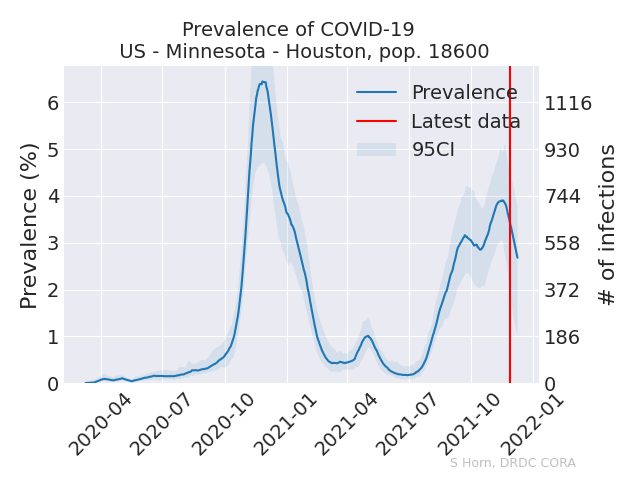 Prevalence of COVID-19
US - Minnesota - Houston, pop. 18600
Prevalence
Latest data
95CI
Prevalence (%)
6
5
4
3
2
1
0
1116
930
744
558
372
186
0
# of infections
2020-04
2020-07
2020-10
2021-01
2021-04
2021-07
2021-10
2022-01
S Horn, DRDC CORA